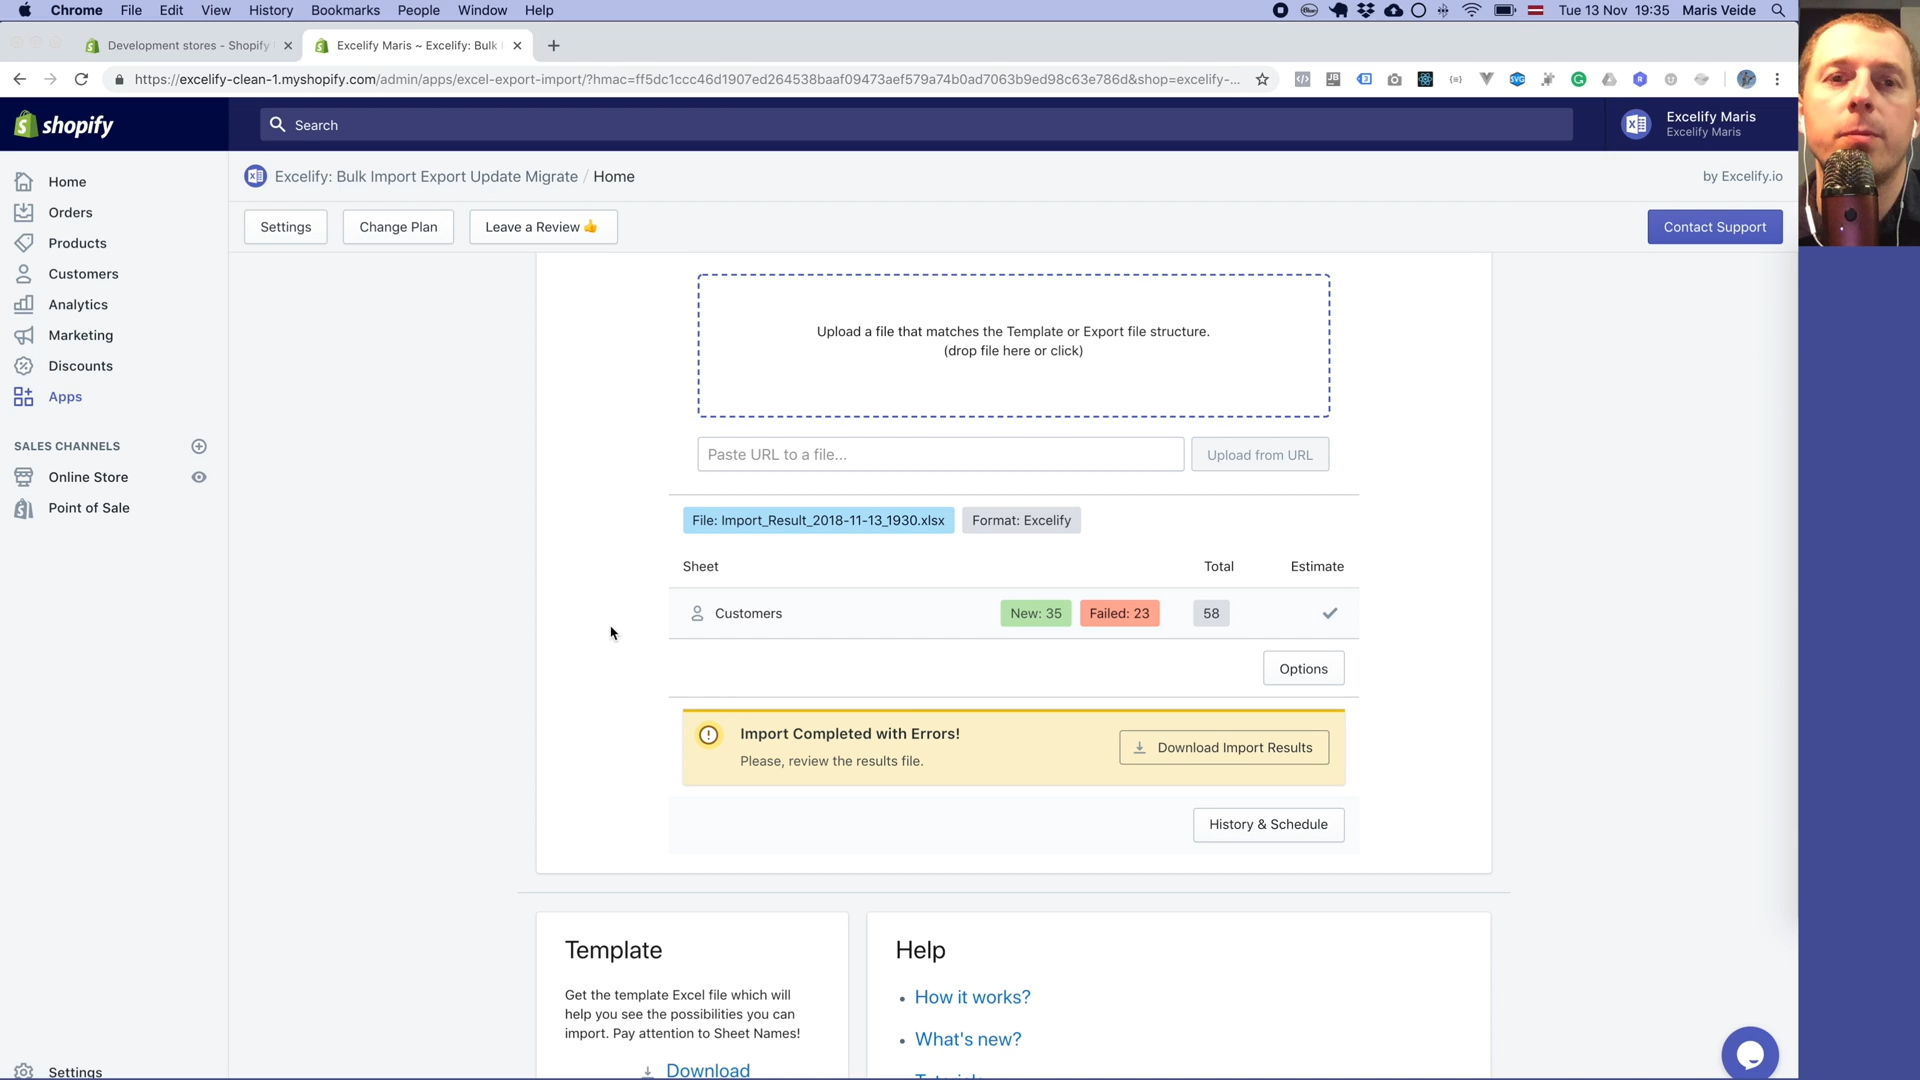 Chrome File Edit View History Bookmarks People Window Help
Tue 13 Nov 19:35 Maris Veide
Development stores - Shopify
Excelify Maris ~ Excelify: Bulk
https://excelify-clean-1.myshopify.com/admin/apps/excel-export-import/?hmac=ff5dc1ccc46d1907ed264538baaf09473aef579a74b0ad7063b9ed98c63e786d&shop=excelify-...
shopify
Search
Excelify Maris
Excelify Maris
Home
Orders
Products
Customers
Analytics
Marketing
Discounts
Apps
SALES CHANNELS
Online Store
Point of Sale
Settings
Excelify: Bulk Import Export Update Migrate / Home
by Excelify.io
Settings
Change Plan
Leave a Review 👍
Contact Support
Upload a file that matches the Template or Export file structure.
(drop file here or click)
Paste URL to a file...
Upload from URL
File: Import_Result_2018-11-13_1930.xlsx
Format: Excelify
Sheet Total Estimate
Customers New: 35 Failed: 23 58
Options
Import Completed with Errors!
Please, review the results file.
Download Import Results
History & Schedule
Template
Get the template Excel file which will
help you see the possibilities you can
import. Pay attention to Sheet Names!
Download
Help
• How it works?
• What's new?